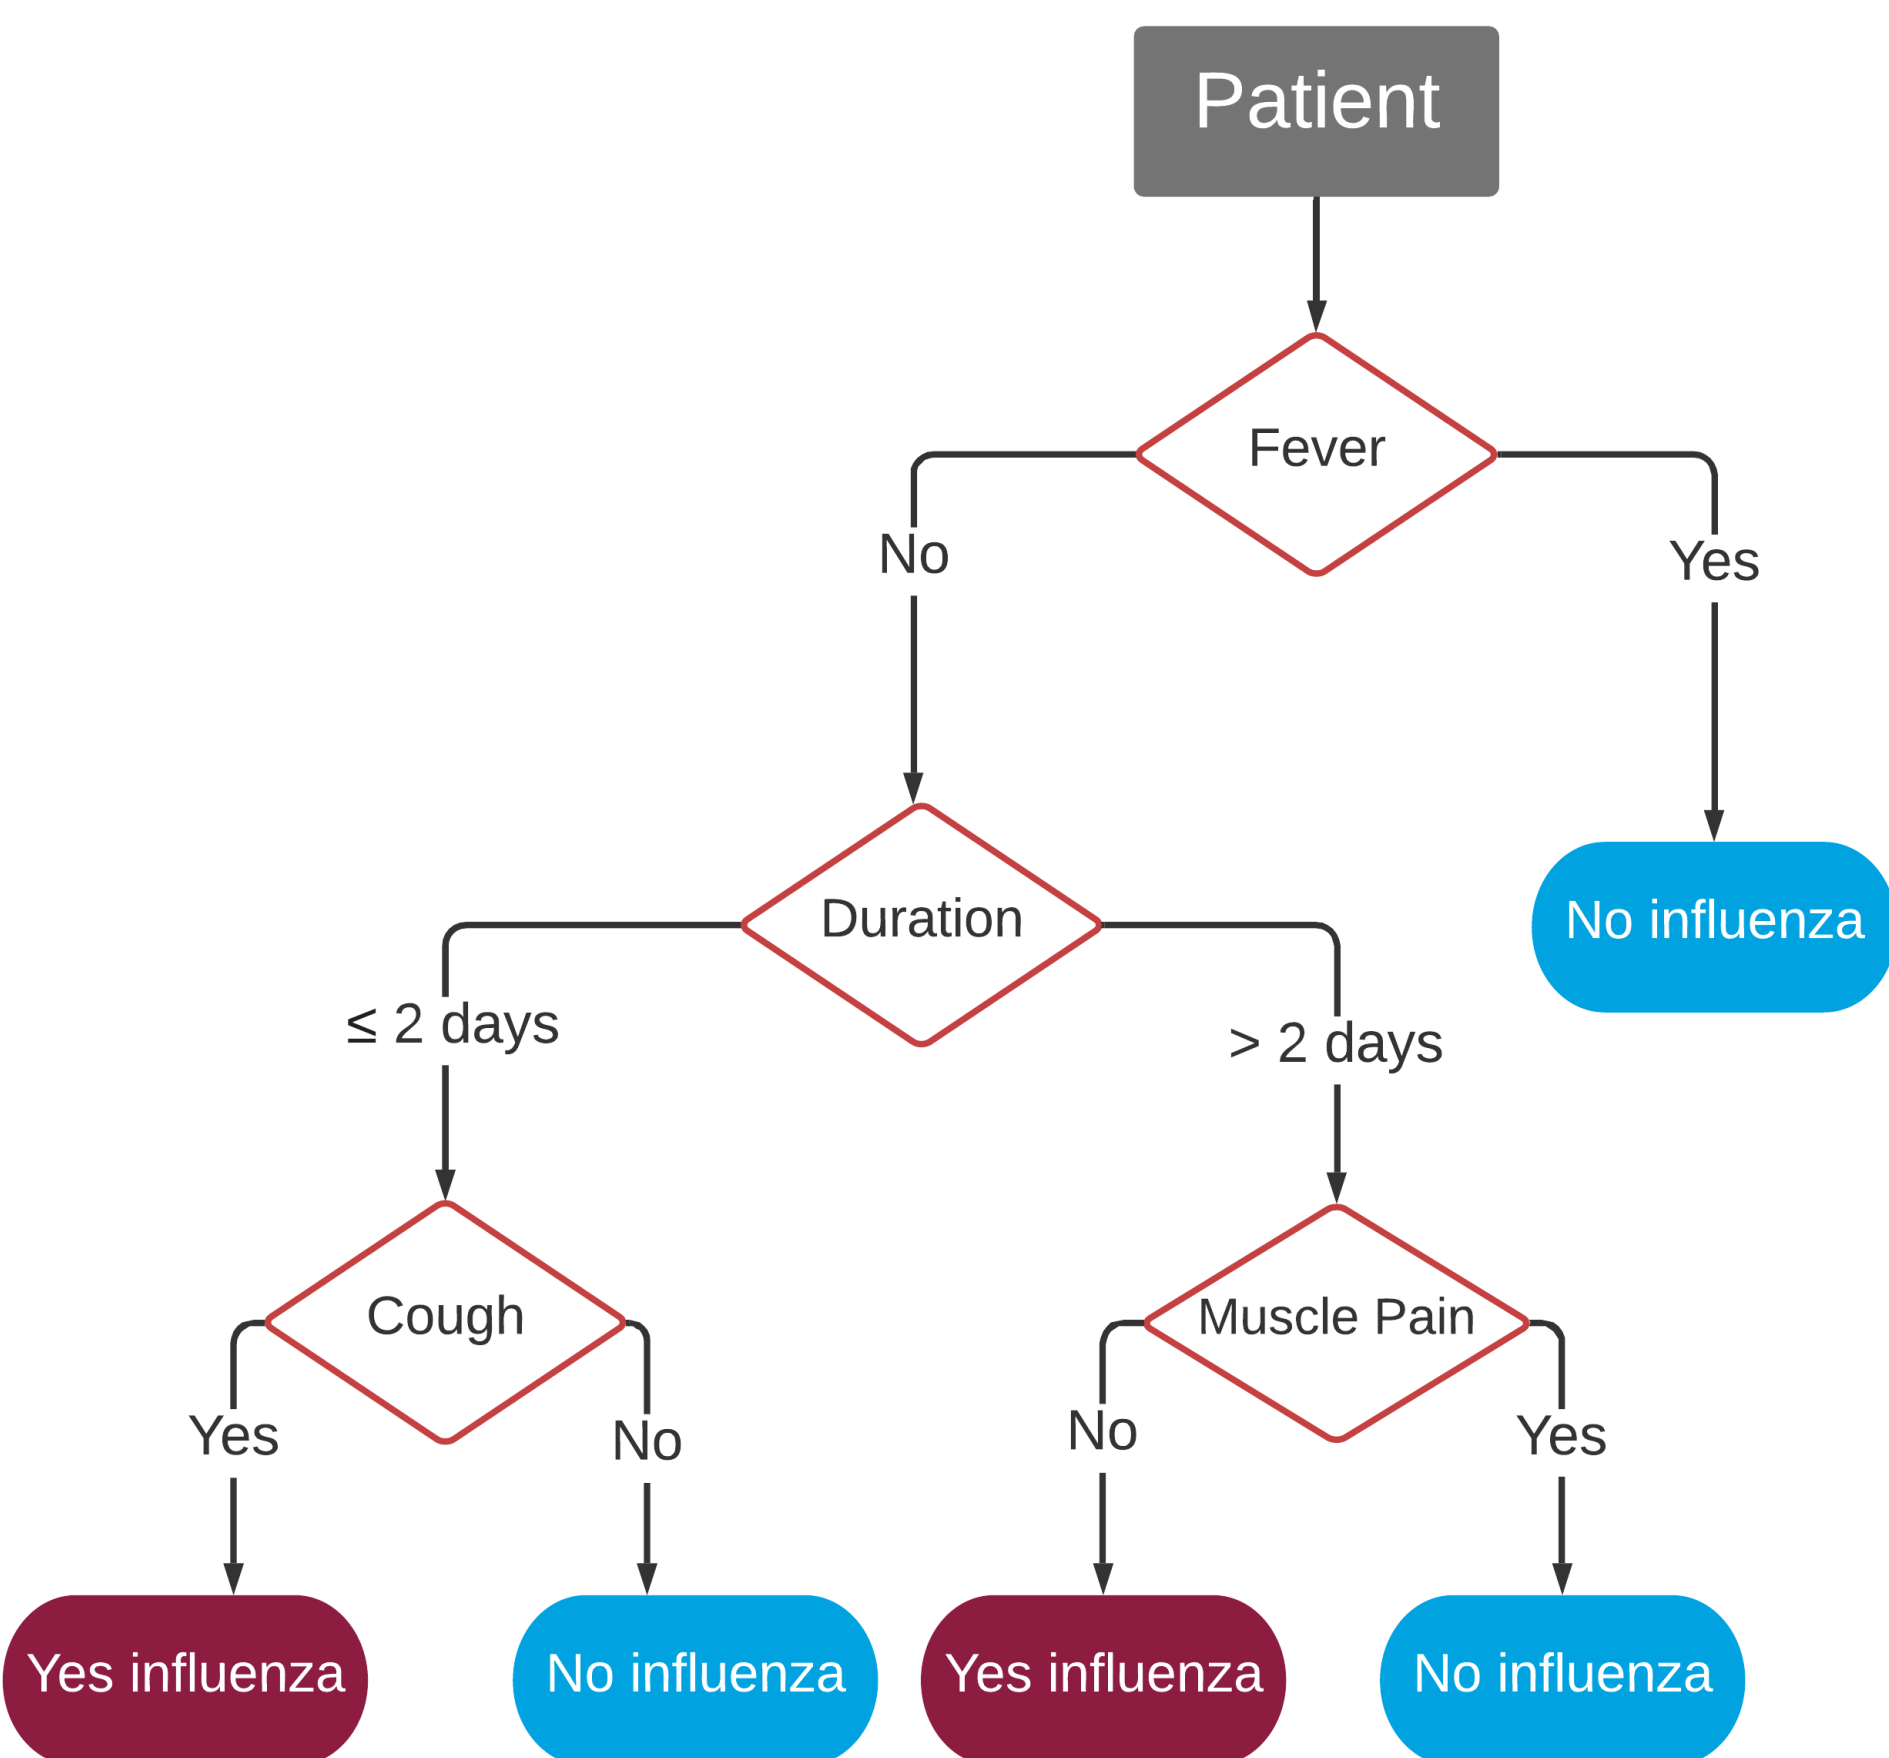 Patient
Fever
No
Yes
Duration
No influenza
≤ 2 days
> 2 days
Cough
Muscle Pain
Yes
No
No
Yes
Yes influenza
No influenza
Yes influenza
No influenza